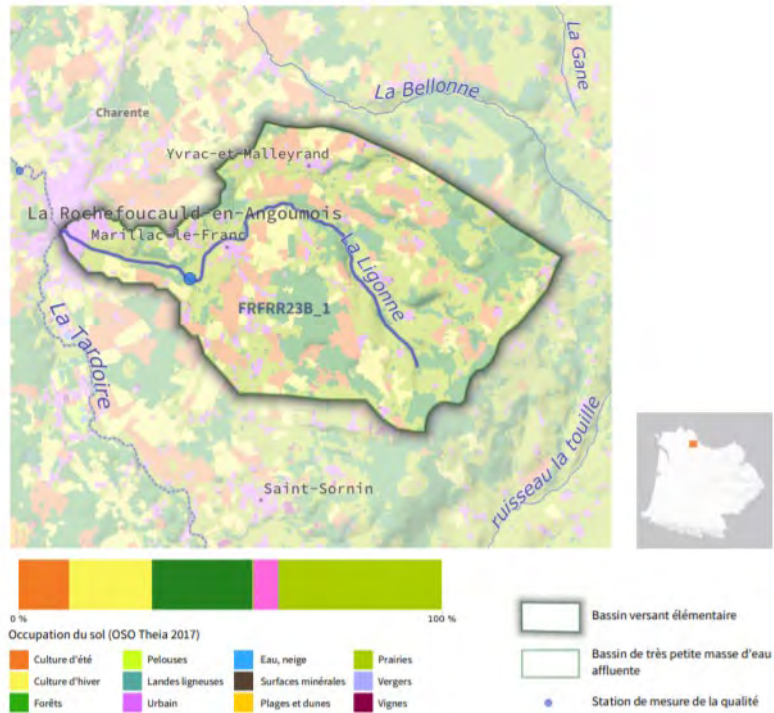 La Gane
La Bellonne
Charente
Yvrac-et-Malleyrand
La Rochefoucauld-en-Angoumois
Marillac-le-Franc
La Ligonne
FRFRR23B_1
La Tardoire
Saint-Sornin
ruisseau la touille
0 %
100 %
Occupation du sol (OSO Theia 2017)
Culture d'été
Pelouses
Eau, neige
Prairies
Culture d'hiver
Landes ligneuses
Surfaces minérales
Vergers
Forêts
Urbain
Plages et dunes
Vignes
Bassin versant élémentaire
Bassin de très petite masse d'eau
affluente
Station de mesure de la qualité